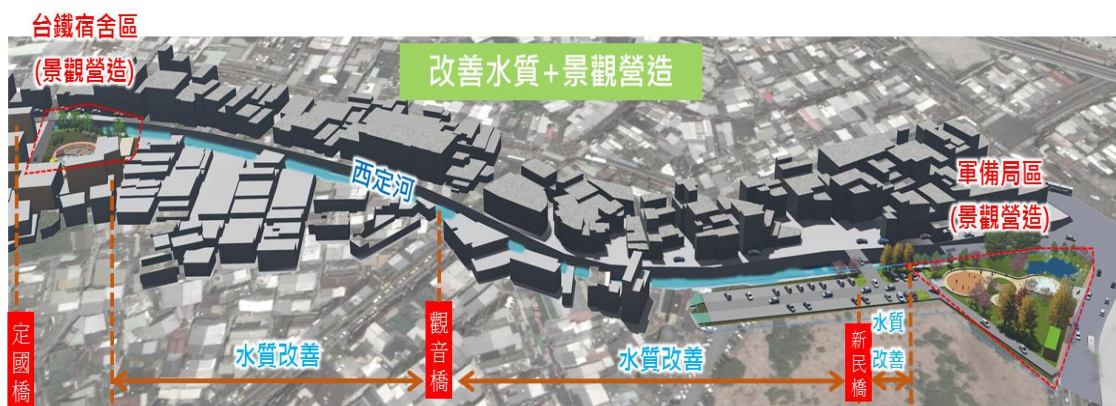 台鐵宿舍區
(景觀營造)
改善水質+景觀營造
西定河
軍備局區
(景觀營造)
定國橋
水質改善
觀音橋
水質改善
新民橋
水質
改善